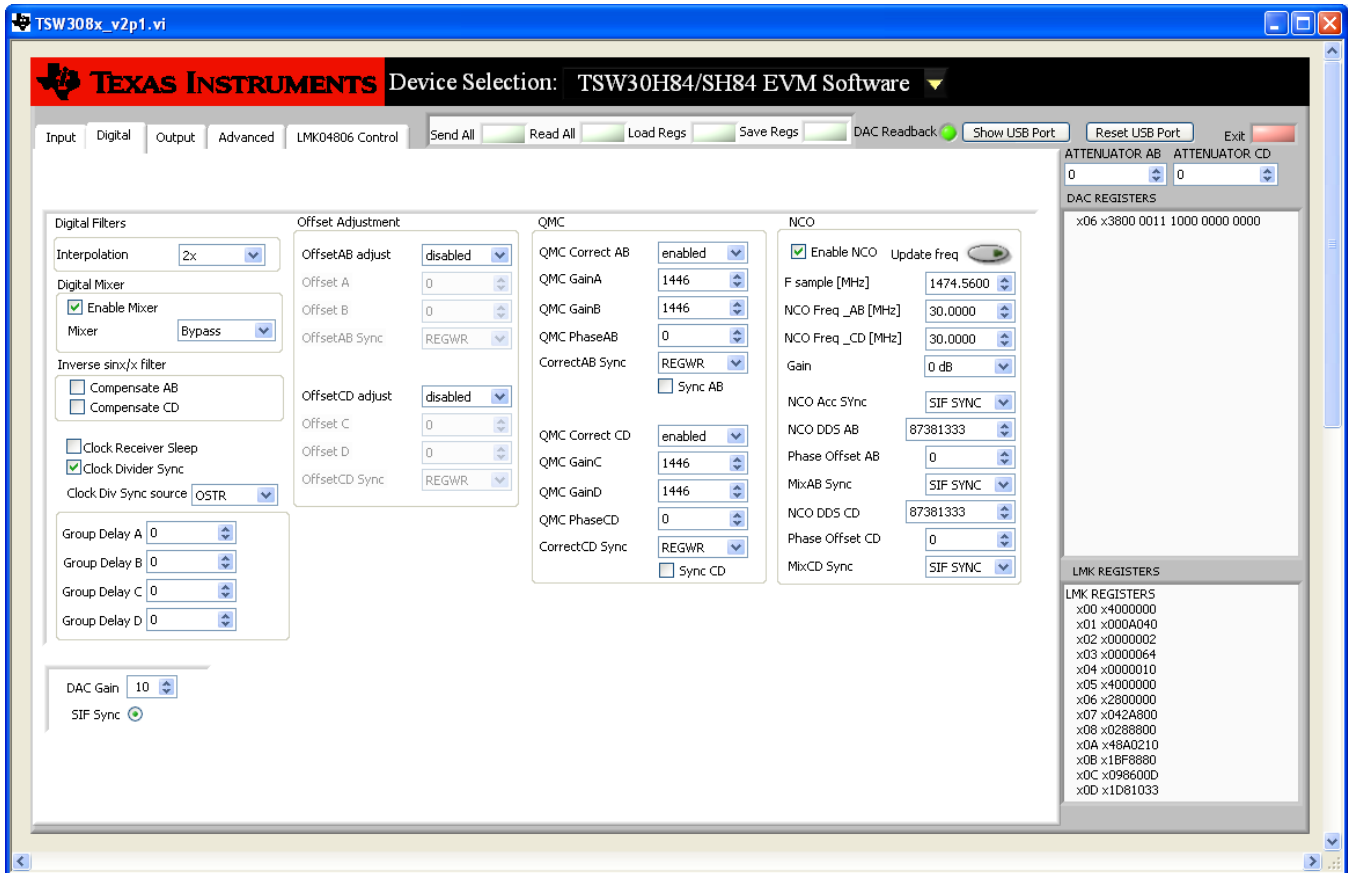 TSW308x_v2p1.vi
TEXAS INSTRUMENTS Device Selection: TSW30H84/SH84 EVM Software
Input Digital Output Advanced LMK04806 Control Send All Read All Load Regs Save Regs DAC Readback Show USB Port Reset USB Port Exit
ATTENUATOR AB ATTENUATOR CD
0 0
DAC REGISTERS
x06 x3800 0011 1000 0000 0000
Digital Filters
Interpolation 2x
Digital Mixer
Enable Mixer
Mixer Bypass
Inverse sinx/x filter
Compensate AB
Compensate CD
Clock Receiver Sleep
Clock Divider Sync
Clock Div Sync source OSTR
Group Delay A 0
Group Delay B 0
Group Delay C 0
Group Delay D 0
DAC Gain 10
SIF Sync
Offset Adjustment
OffsetAB adjust disabled
Offset A 0
Offset B 0
OffsetAB Sync REGWR
OffsetCD adjust disabled
Offset C 0
Offset D 0
OffsetCD Sync REGWR
QMC
QMC Correct AB enabled
QMC GainA 1446
QMC GainB 1446
QMC PhaseAB 0
CorrectAB Sync REGWR
Sync AB
QMC Correct CD enabled
QMC GainC 1446
QMC GainD 1446
QMC PhaseCD 0
CorrectCD Sync REGWR
Sync CD
NCO
Enable NCO Update freq
F sample [MHz] 1474.5600
NCO Freq _AB [MHz] 30.0000
NCO Freq _CD [MHz] 30.0000
Gain 0 dB
NCO Acc SYnc SIF SYNC
NCO DDS AB 87381333
Phase Offset AB 0
MixAB Sync SIF SYNC
NCO DDS CD 87381333
Phase Offset CD 0
MixCD Sync SIF SYNC
LMK REGISTERS
LMK REGISTERS
x00 x4000000
x01 x000A040
x02 x0000002
x03 x0000064
x04 x0000010
x05 x4000000
x06 x2800000
x07 x042A800
x08 x0288800
x0A x48A0210
x0B x1BF8880
x0C x098600D
x0D x1D81033